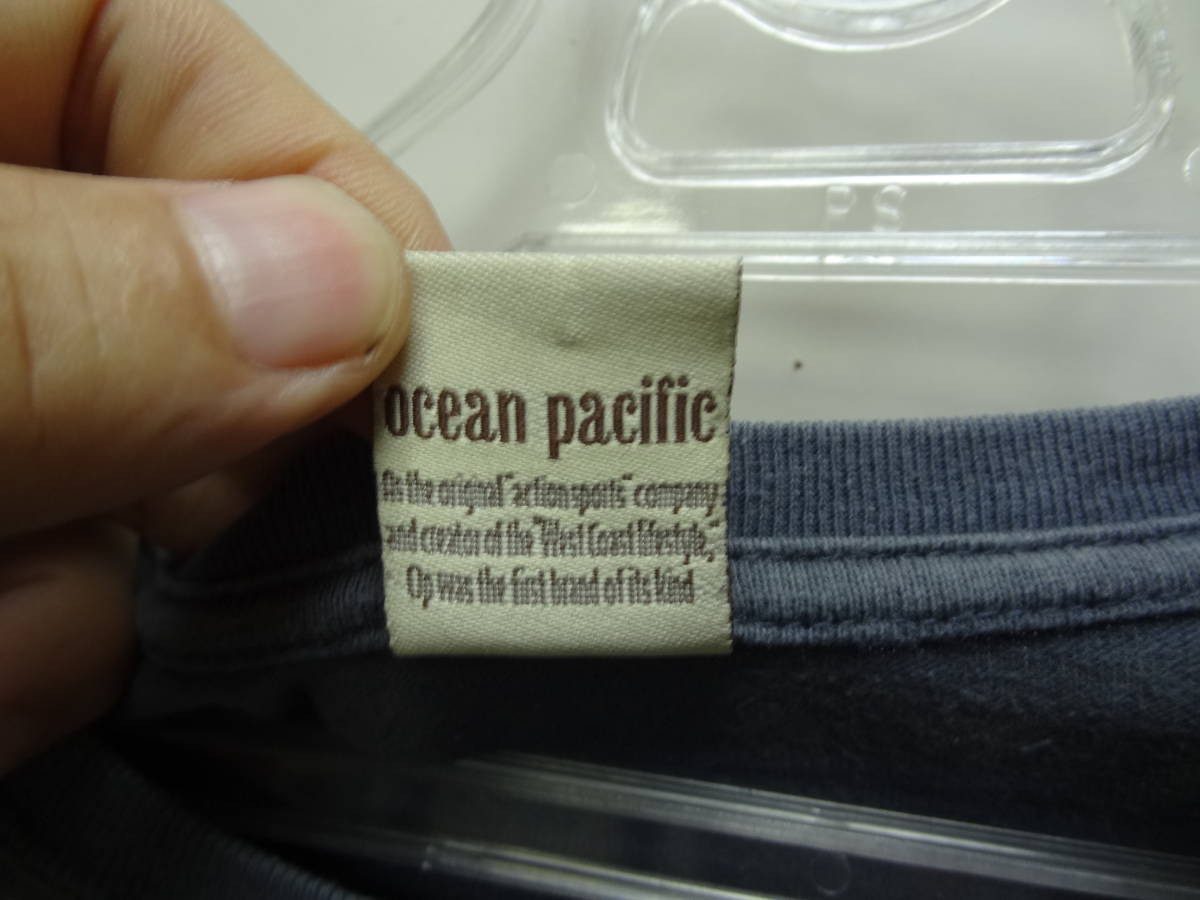 PS
ocean pacific
As the original "action sports" company
and creator of the "West Coast lifestyle,"
Op was the first brand of its kind